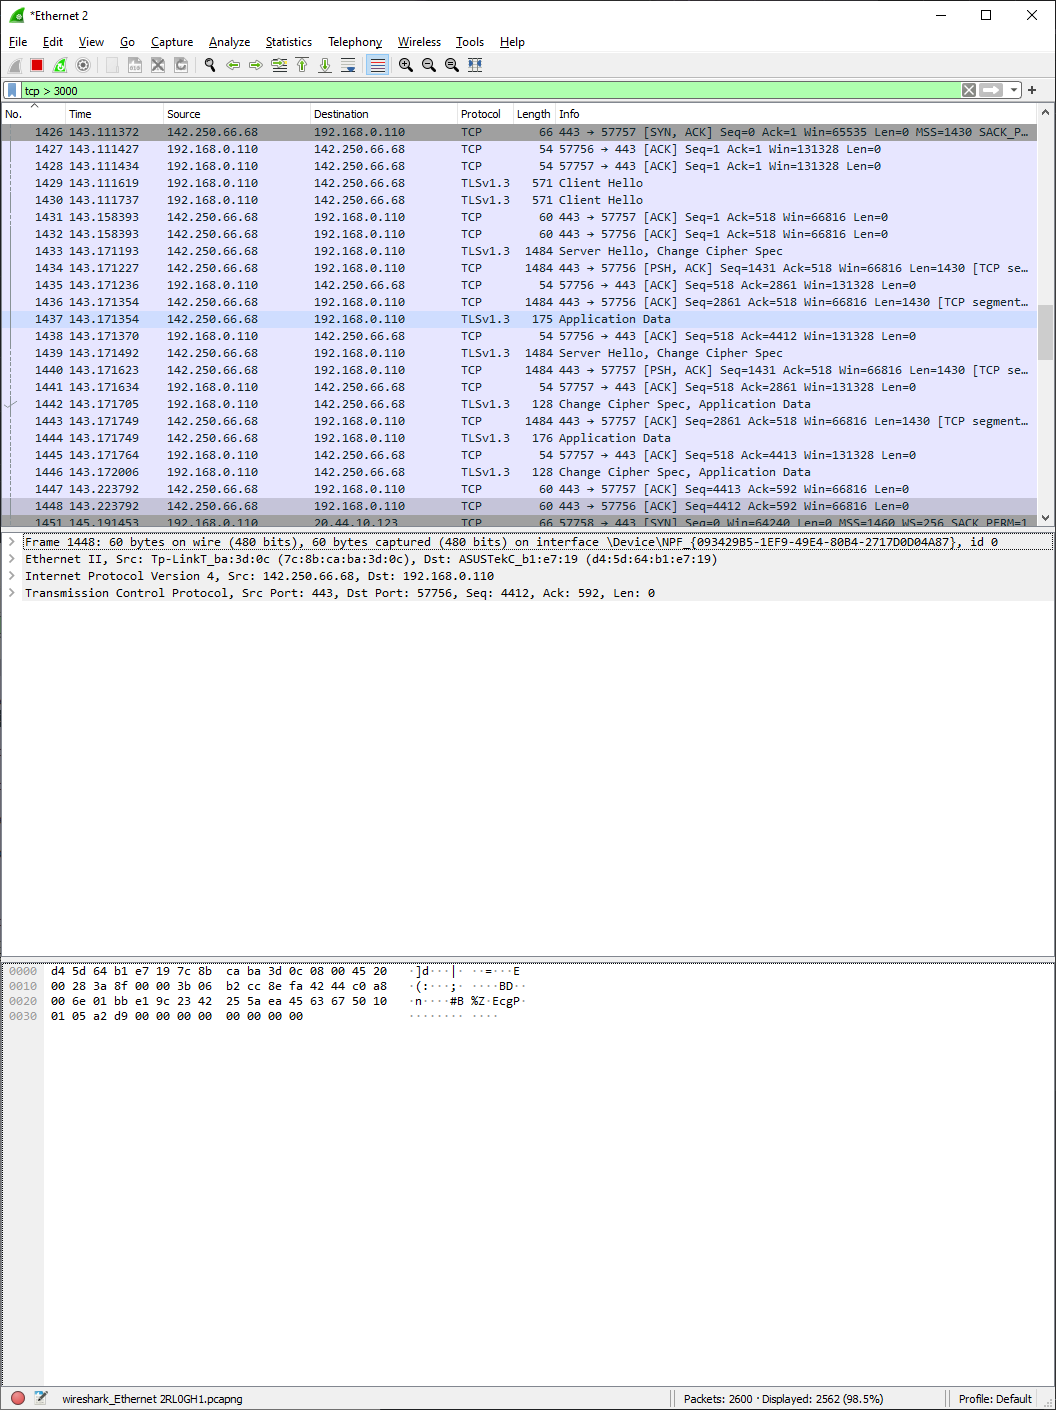 *Ethernet 2
File Edit View Go Capture Analyze Statistics Telephony Wireless Tools Help
tcp > 3000
No. Time Source Destination Protocol Length Info
1426 143.111372 142.250.66.68 192.168.0.110 TCP 66 443 → 57757 [SYN, ACK] Seq=0 Ack=1 Win=65535 Len=0 MSS=1430 SACK_P…
1427 143.111427 192.168.0.110 142.250.66.68 TCP 54 57756 → 443 [ACK] Seq=1 Ack=1 Win=131328 Len=0
1428 143.111434 192.168.0.110 142.250.66.68 TCP 54 57757 → 443 [ACK] Seq=1 Ack=1 Win=131328 Len=0
1429 143.111619 192.168.0.110 142.250.66.68 TLSv1.3 571 Client Hello
1430 143.111737 192.168.0.110 142.250.66.68 TLSv1.3 571 Client Hello
1431 143.158393 142.250.66.68 192.168.0.110 TCP 60 443 → 57757 [ACK] Seq=1 Ack=518 Win=66816 Len=0
1432 143.158393 142.250.66.68 192.168.0.110 TCP 60 443 → 57756 [ACK] Seq=1 Ack=518 Win=66816 Len=0
1433 143.171193 142.250.66.68 192.168.0.110 TLSv1.3 1484 Server Hello, Change Cipher Spec
1434 143.171227 142.250.66.68 192.168.0.110 TCP 1484 443 → 57756 [PSH, ACK] Seq=1431 Ack=518 Win=66816 Len=1430 [TCP se…
1435 143.171236 192.168.0.110 142.250.66.68 TCP 54 57756 → 443 [ACK] Seq=518 Ack=2861 Win=131328 Len=0
1436 143.171354 142.250.66.68 192.168.0.110 TCP 1484 443 → 57756 [ACK] Seq=2861 Ack=518 Win=66816 Len=1430 [TCP segment…
1437 143.171354 142.250.66.68 192.168.0.110 TLSv1.3 175 Application Data
1438 143.171370 192.168.0.110 142.250.66.68 TCP 54 57756 → 443 [ACK] Seq=518 Ack=4412 Win=131328 Len=0
1439 143.171492 142.250.66.68 192.168.0.110 TLSv1.3 1484 Server Hello, Change Cipher Spec
1440 143.171623 142.250.66.68 192.168.0.110 TCP 1484 443 → 57757 [PSH, ACK] Seq=1431 Ack=518 Win=66816 Len=1430 [TCP se…
1441 143.171634 192.168.0.110 142.250.66.68 TCP 54 57757 → 443 [ACK] Seq=518 Ack=2861 Win=131328 Len=0
1442 143.171705 192.168.0.110 142.250.66.68 TLSv1.3 128 Change Cipher Spec, Application Data
1443 143.171749 142.250.66.68 192.168.0.110 TCP 1484 443 → 57757 [ACK] Seq=2861 Ack=518 Win=66816 Len=1430 [TCP segment…
1444 143.171749 142.250.66.68 192.168.0.110 TLSv1.3 176 Application Data
1445 143.171764 192.168.0.110 142.250.66.68 TCP 54 57757 → 443 [ACK] Seq=518 Ack=4413 Win=131328 Len=0
1446 143.172006 192.168.0.110 142.250.66.68 TLSv1.3 128 Change Cipher Spec, Application Data
1447 143.223792 142.250.66.68 192.168.0.110 TCP 60 443 → 57757 [ACK] Seq=4413 Ack=592 Win=66816 Len=0
1448 143.223792 142.250.66.68 192.168.0.110 TCP 60 443 → 57756 [ACK] Seq=4412 Ack=592 Win=66816 Len=0
1451 145.191453 192.168.0.110 20.44.10.123 TCP 66 57758 → 443 [SYN] Seq=0 Win=64240 Len=0 MSS=1460 WS=256 SACK_PERM=1
Frame 1448: 60 bytes on wire (480 bits), 60 bytes captured (480 bits) on interface \Device\NPF_{093429B5-1EF9-49E4-80B4-2717D0D04A87}, id 0
Ethernet II, Src: Tp-LinkT_ba:3d:0c (7c:8b:ca:ba:3d:0c), Dst: ASUSTekC_b1:e7:19 (d4:5d:64:b1:e7:19)
Internet Protocol Version 4, Src: 142.250.66.68, Dst: 192.168.0.110
Transmission Control Protocol, Src Port: 443, Dst Port: 57756, Seq: 4412, Ack: 592, Len: 0
0000 d4 5d 64 b1 e7 19 7c 8b ca ba 3d 0c 08 00 45 20 ·]d···|· ··=···E
0010 00 28 3a 8f 00 00 3b 06 b2 cc 8e fa 42 44 c0 a8 ·(:···;· ····BD··
0020 00 6e 01 bb e1 9c 23 42 25 5a ea 45 63 67 50 10 ·n····#B %Z·EcgP·
0030 01 05 a2 d9 00 00 00 00 00 00 00 00 ········ ····
wireshark_Ethernet 2RL0GH1.pcapng Packets: 2600 · Displayed: 2562 (98.5%) Profile: Default